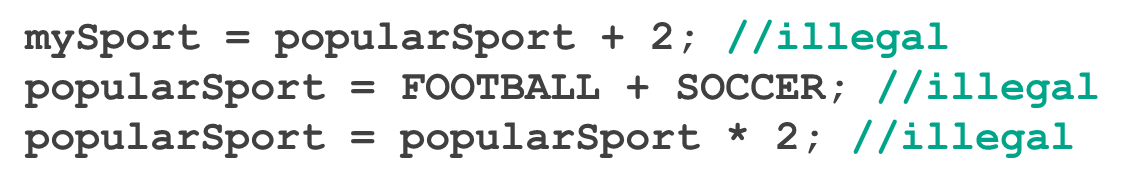 mySport = popularSport + 2; //illegal
popularSport = FOOTBALL + SOCCER; //illegal
popularSport = popularSport * 2; //illegal